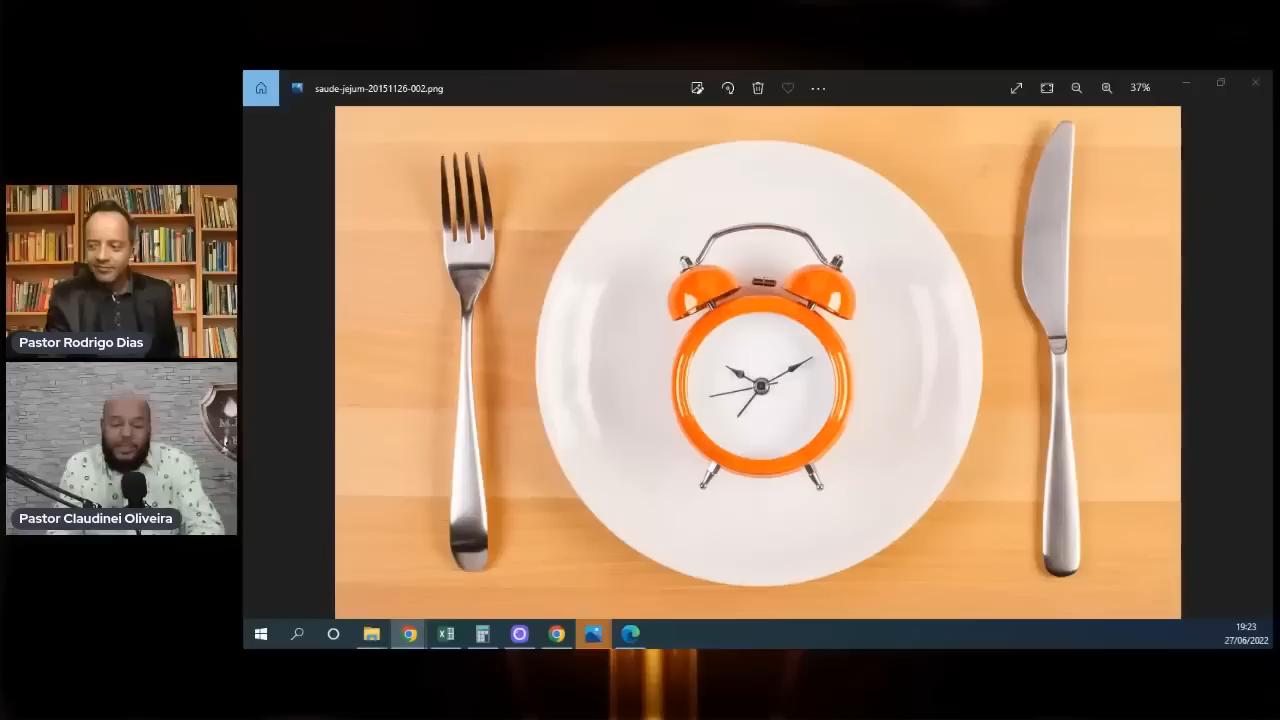 saude-jejum-20151126-002.png
37%
Pastor Rodrigo Dias
Pastor Claudinei Oliveira
19:23
27/06/2022